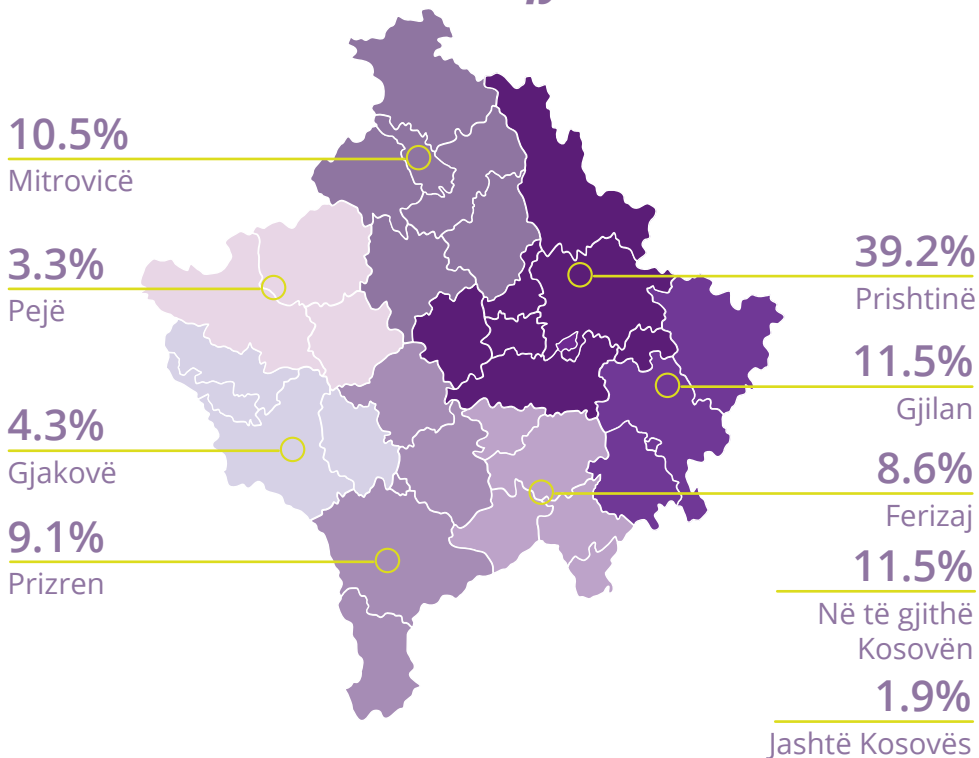 10.5%
Mitrovicë
3.3%
Pejë
4.3%
Gjakovë
9.1%
Prizren
39.2%
Prishtinë
11.5%
Gjilan
8.6%
Ferizaj
11.5%
Në të gjithë
Kosovën
1.9%
Jashtë Kosovës